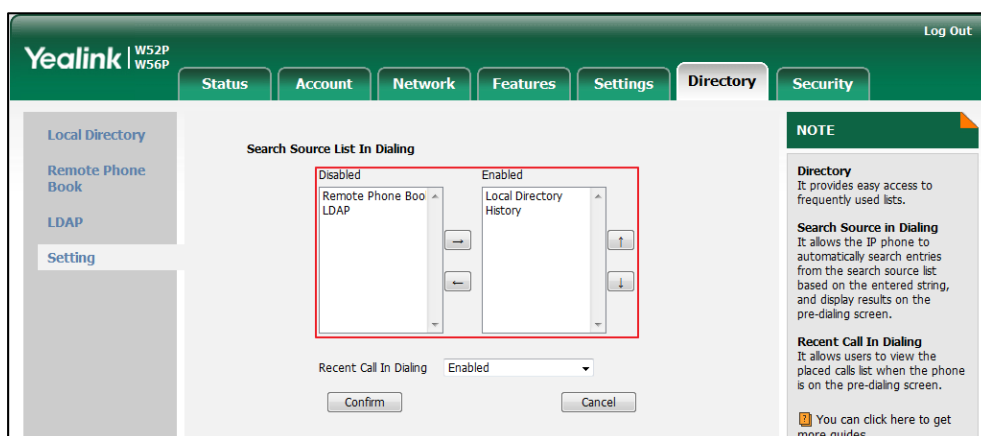 Log Out
Yealink | W52P
W56P
Status Account Network Features Settings Directory Security
Local Directory
Remote Phone
Book
LDAP
Setting
Search Source List In Dialing
Disabled Enabled
Remote Phone Boo
LDAP
Local Directory
History
→
←
↑
↓
Recent Call In Dialing Enabled
Confirm Cancel
NOTE
Directory
It provides easy access to
frequently used lists.
Search Source in Dialing
It allows the IP phone to
automatically search entries
from the search source list
based on the entered string,
and display results on the
pre-dialing screen.
Recent Call In Dialing
It allows users to view the
placed calls list when the phone
is on the pre-dialing screen.
You can click here to get
more guides